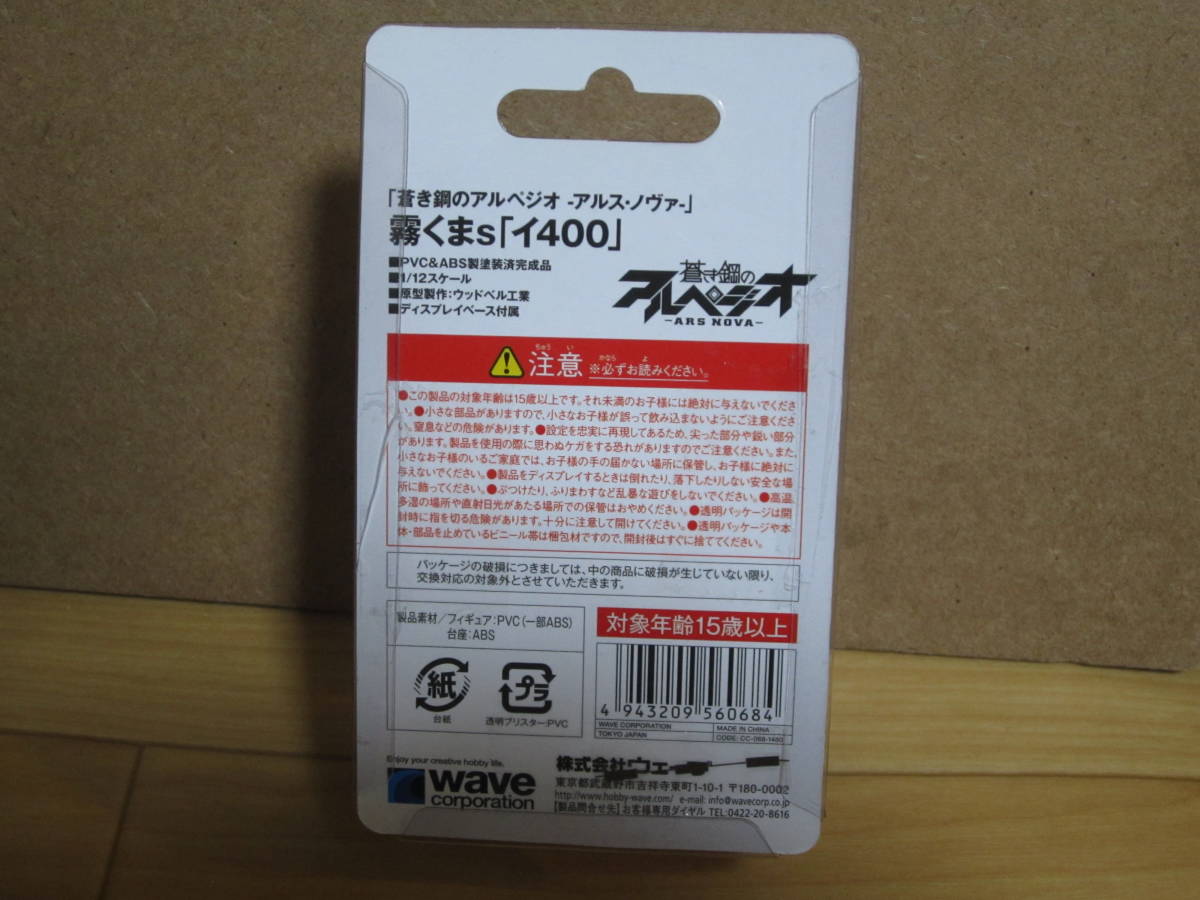 「蒼き鋼のアルペジオ -アルス・ノヴァ-」
霧くまs「イ400」
■PVC&ABS製塗装済完成品
■1/12スケール
■原型製作：ウッドベル工業
■ディスプレイベース付属
蒼き鋼の
アルペジオ
-ARS NOVA-
ちゅう い
注意
かなら よ
※必ずお読みください。
●この製品の対象年齢は15歳以上です。それ未満のお子様には絶対に与えないでくださ
い。●小さな部品がありますので、小さなお子様が誤って飲み込まないようにご注意くださ
い。窒息などの危険があります。●設定を忠実に再現してあるため、尖った部分や鋭い部分
があります。製品を使用の際に思わぬケガをする恐れがありますのでご注意ください。また、
小さなお子様のいるご家庭では、お子様の手の届かない場所に保管し、お子様に絶対に
与えないでください。●製品をディスプレイするときは倒れたり、落下したりしない安全な場
所に飾ってください。●ぶつけたり、ふりまわすなど乱暴な遊びをしないでください。●高温
多湿の場所や直射日光があたる場所での保管はおやめください。●透明パッケージは開
封時に指を切る危険があります。十分に注意して開けてください。●透明パッケージや本
体・部品を止めているビニール帯は梱包材ですので、開封後はすぐに捨ててください。
パッケージの破損につきましては、中の商品に破損が生じていない限り、
交換対応の対象外とさせていただきます。
製品素材／フィギュア：PVC（一部ABS）
台座：ABS
対象年齢15歳以上
紙
台紙
プラ
透明ブリスター：PVC
4 943209 560684
WAVE CORPORATION
TOKYO JAPAN
MADE IN CHINA
CODE: CC-068-1480
Enjoy your creative hobby life.
wave
corporation
株式会社ウェー
東京都武蔵野市吉祥寺東町1-10-1 〒180-0002
http://www.hobby-wave.com/ e-mail: info@wavecorp.co.jp
【製品問合せ先】お客様専用ダイヤル TEL:0422-20-8616